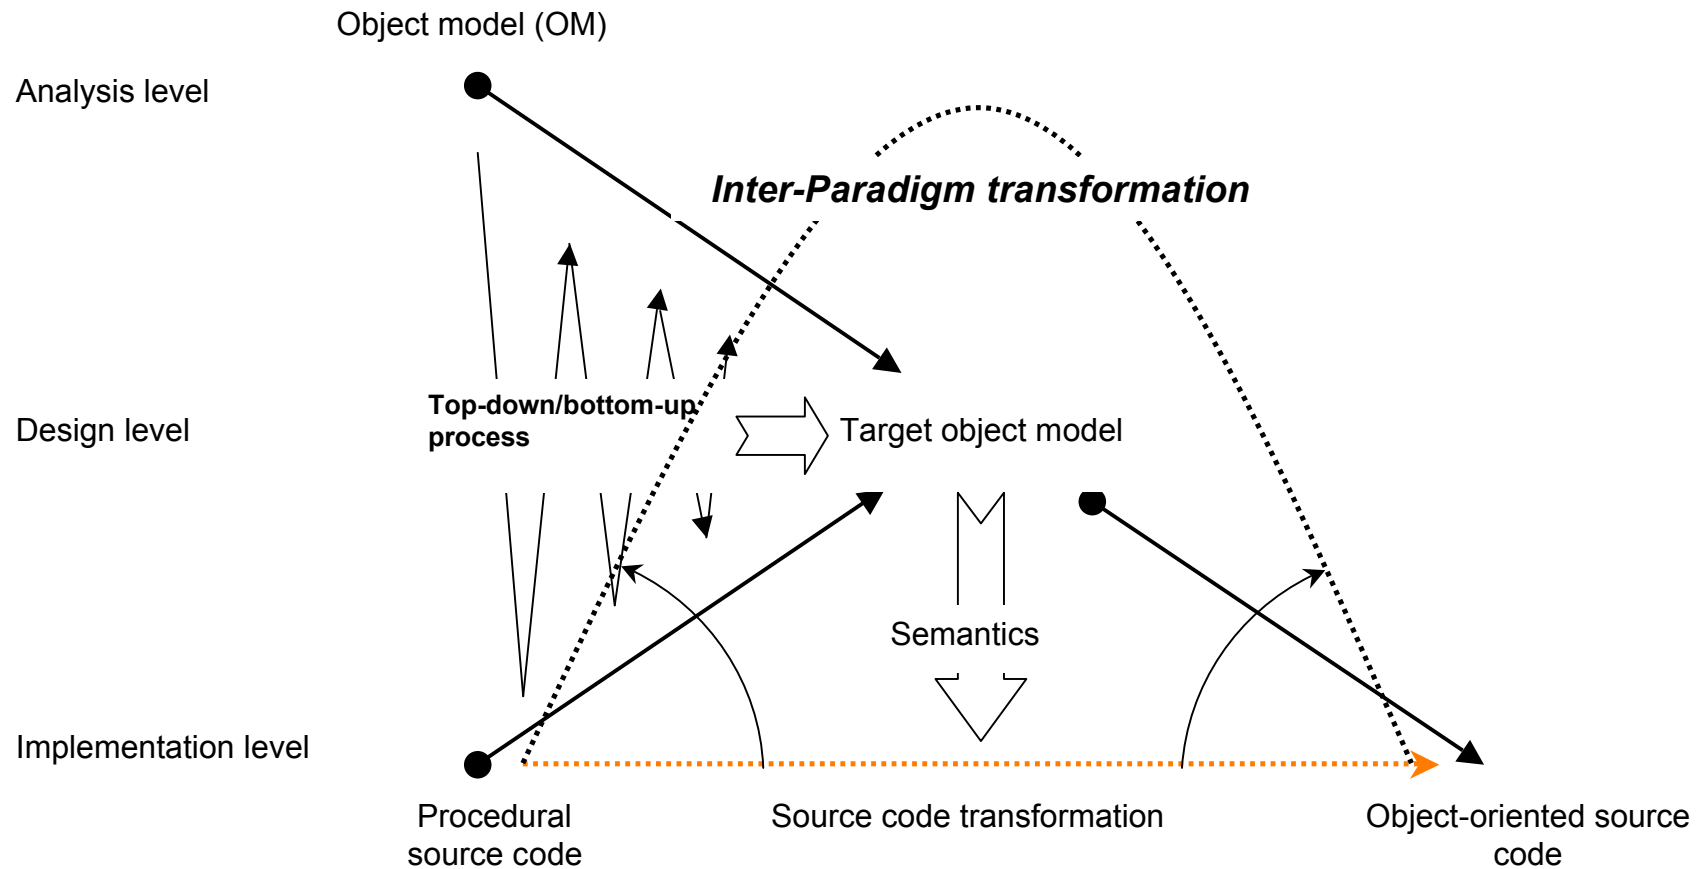 Object model (OM)
Analysis level
Inter-Paradigm transformation
Top-down/bottom-up
process
Design level
Target object model
Semantics
Implementation level
Procedural
source code
Source code transformation
Object-oriented source
code